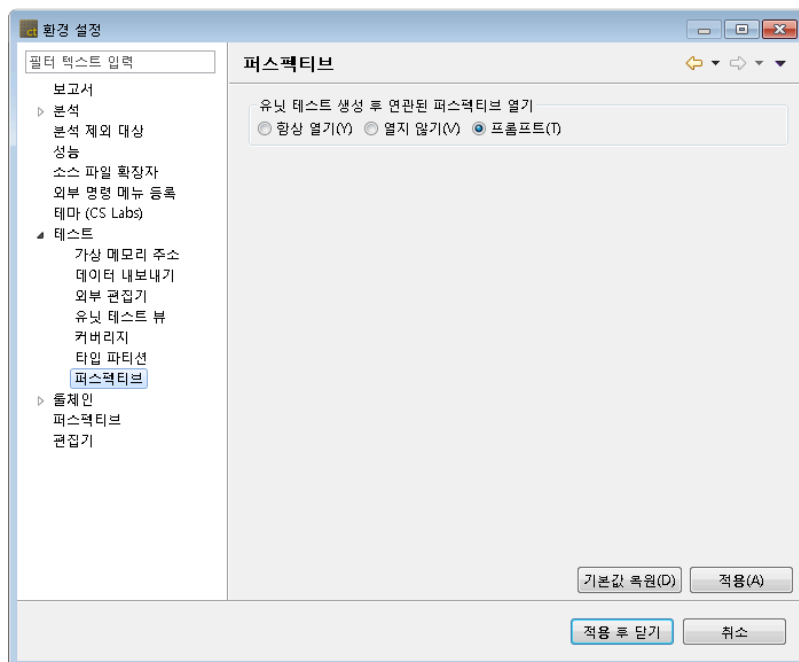 ct 환경 설정
필터 텍스트 입력
보고서
분석
분석 제외 대상
성능
소스 파일 확장자
외부 명령 메뉴 등록
테마 (CS Labs)
테스트
가상 메모리 주소
데이터 내보내기
외부 편집기
유닛 테스트 뷰
커버리지
타입 파티션
퍼스펙티브
툴체인
퍼스펙티브
편집기
퍼스펙티브
유닛 테스트 생성 후 연관된 퍼스펙티브 열기
항상 열기(Y) 열지 않기(V) 프롬프트(T)
기본값 복원(D) 적용(A)
적용 후 닫기 취소